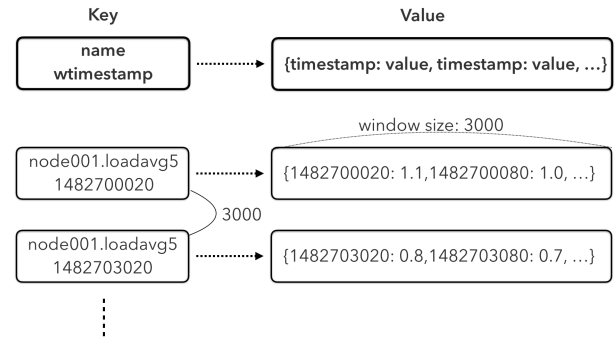 Key
Value
name
wtimestamp
{timestamp: value, timestamp: value, ...}
window size: 3000
node001.loadavg5
1482700020
{1482700020: 1.1,1482700080: 1.0, ...}
3000
node001.loadavg5
1482703020
{1482703020: 0.8,1482703080: 0.7, ...}